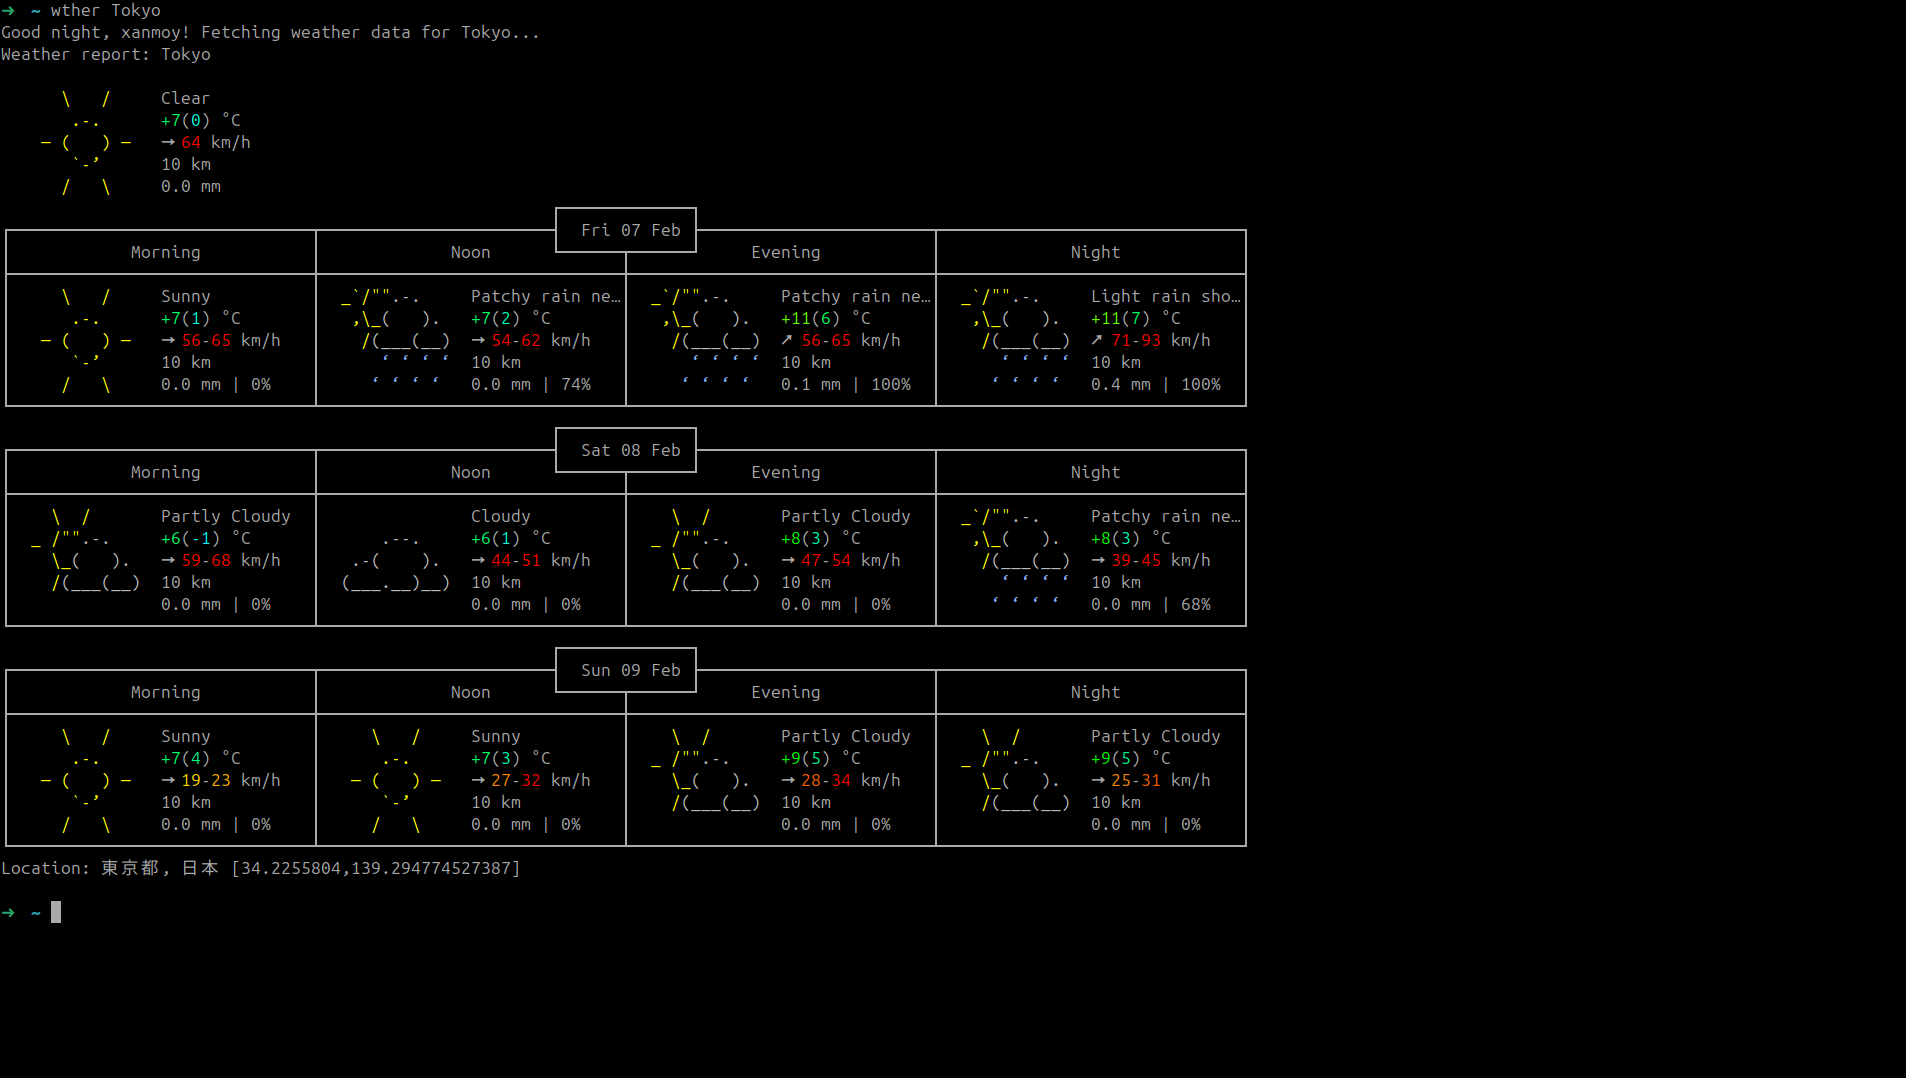 ➜ ~ wther Tokyo
Good night, xanmoy! Fetching weather data for Tokyo...
Weather report: Tokyo
Clear
+7(0) °C
→ 64 km/h
10 km
0.0 mm
Fri 07 Feb
Morning Noon Evening Night
Sunny Patchy rain ne… Patchy rain ne… Light rain sho…
+7(1) °C +7(2) °C +11(6) °C +11(7) °C
→ 56-65 km/h → 54-62 km/h ↗ 56-65 km/h ↗ 71-93 km/h
10 km 10 km 10 km 10 km
0.0 mm | 0% 0.0 mm | 74% 0.1 mm | 100% 0.4 mm | 100%
Sat 08 Feb
Morning Noon Evening Night
Partly Cloudy Cloudy Partly Cloudy Patchy rain ne…
+6(-1) °C +6(1) °C +8(3) °C +8(3) °C
→ 59-68 km/h → 44-51 km/h → 47-54 km/h → 39-45 km/h
10 km 10 km 10 km 10 km
0.0 mm | 0% 0.0 mm | 0% 0.0 mm | 0% 0.0 mm | 68%
Sun 09 Feb
Morning Noon Evening Night
Sunny Sunny Partly Cloudy Partly Cloudy
+7(4) °C +7(3) °C +9(5) °C +9(5) °C
→ 19-23 km/h → 27-32 km/h → 28-34 km/h → 25-31 km/h
10 km 10 km 10 km 10 km
0.0 mm | 0% 0.0 mm | 0% 0.0 mm | 0% 0.0 mm | 0%
Location: 東京都, 日本 [34.2255804,139.294774527387]
➜ ~